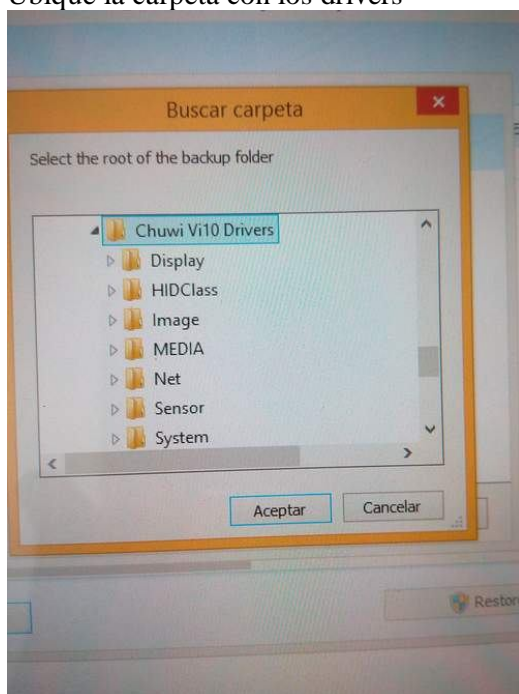 Ubique la carpeta con los drivers
Buscar carpeta
Select the root of the backup folder
Chuwi Vi10 Drivers
Display
HIDClass
Image
MEDIA
Net
Sensor
System
Aceptar
Cancelar